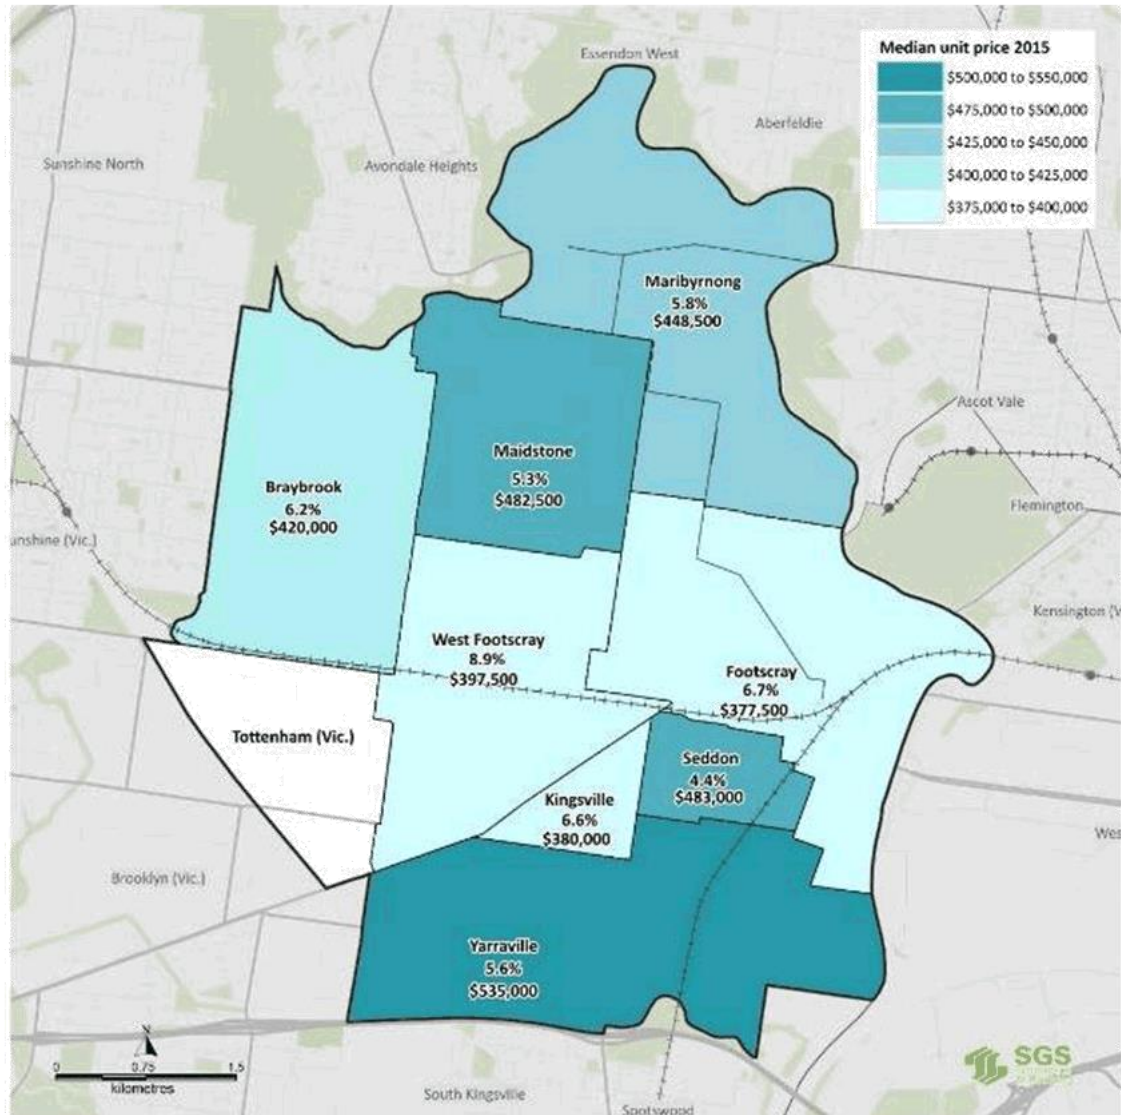 Essendon West
Median unit price 2015
$500,000 to $550,000
$475,000 to $500,000
$425,000 to $450,000
$400,000 to $425,000
$375,000 to $400,000
Aberfeldie
Sunshine North
Avondale Heights
Maribyrnong
5.8%
$448,500
Ascot Vale
Maidstone
5.3%
$482,500
Braybrook
6.2%
$420,000
Flemington
unshine (Vic.)
Kensington (V
West Footscray
8.9%
$397,500
Footscray
6.7%
$377,500
Tottenham (Vic.)
Seddon
4.4%
$483,000
Kingsville
6.6%
$380,000
Wes
Brooklyn (Vic.)
Yarraville
5.6%
$535,000
N
0 0.75 1.5
kilometres
SGS
South Kingsville
Spotswood